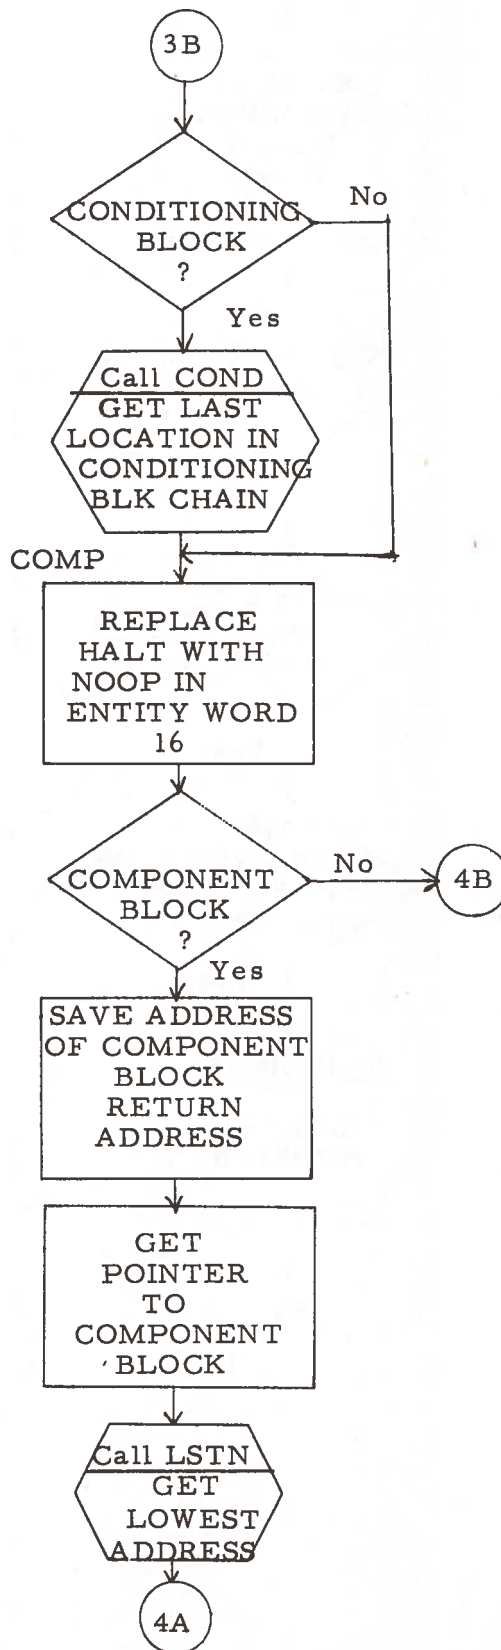 3B
CONDITIONING
BLOCK
?
No
Yes
Call COND
GET LAST
LOCATION IN
CONDITIONING
BLK CHAIN
COMP
REPLACE
HALT WITH
NOOP IN
ENTITY WORD
16
COMPONENT
BLOCK
?
No
4B
Yes
SAVE ADDRESS
OF COMPONENT
BLOCK
RETURN
ADDRESS
GET
POINTER
TO
COMPONENT
BLOCK
Call LSTN
GET
LOWEST
ADDRESS
4A